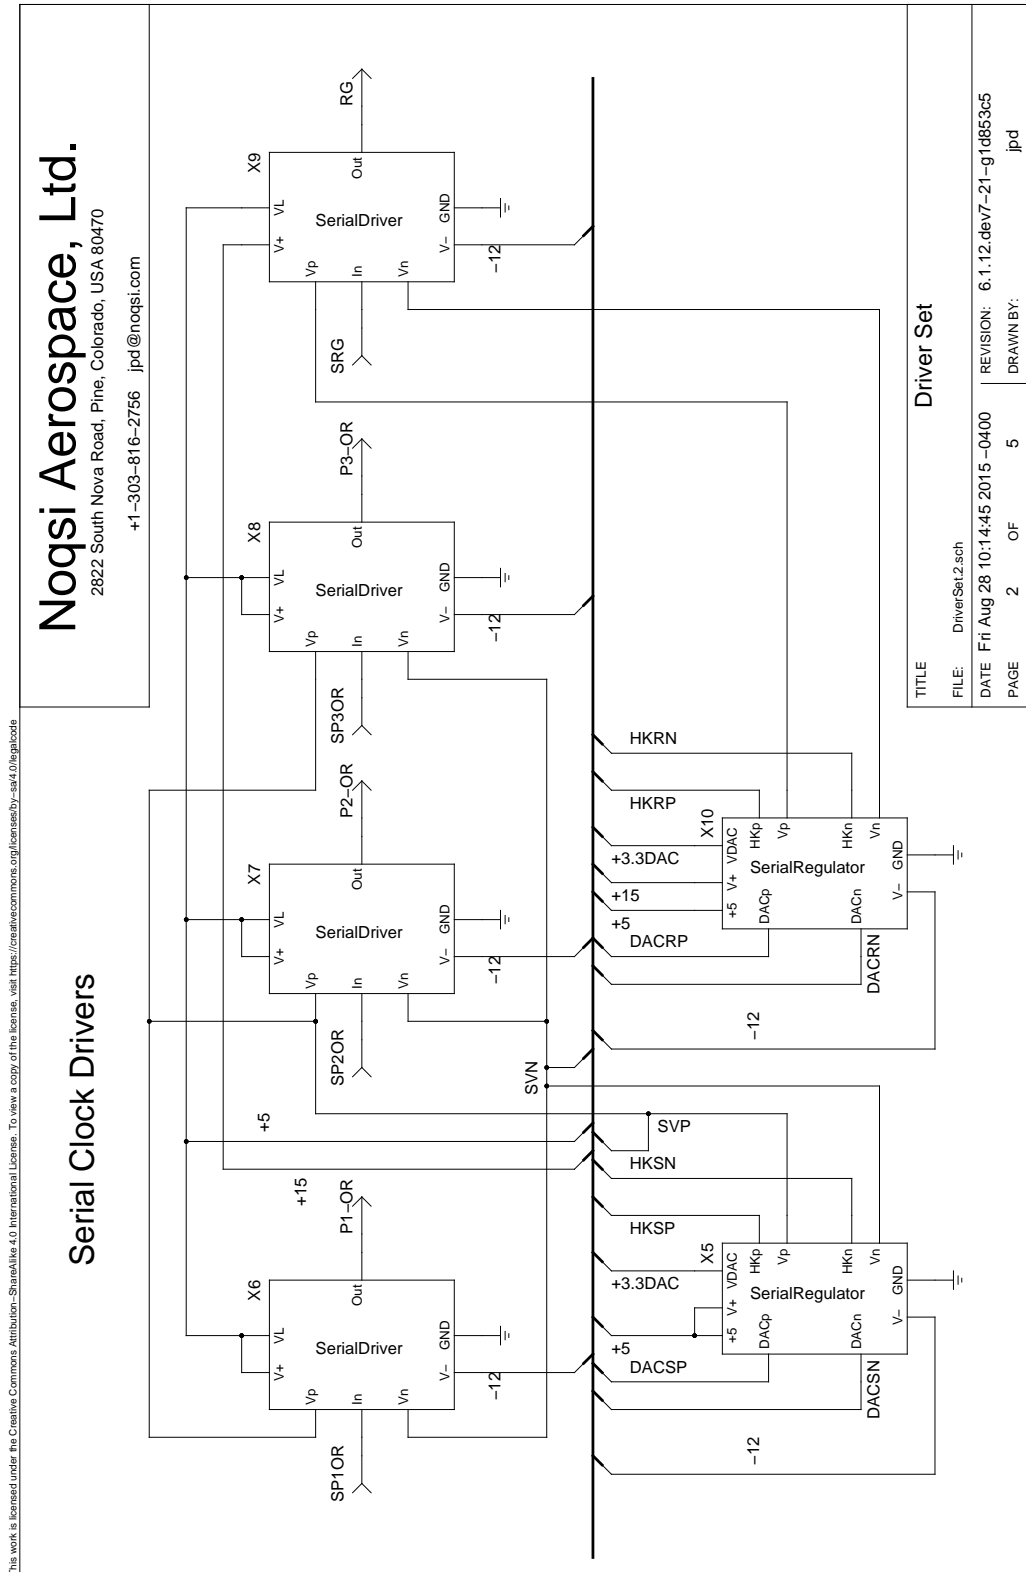 This work is licensed under the Creative Commons Attribution−ShareAlike 4.0 International License. To view a copy of the license, visit https://creativecommons.org/licenses/by−sa/4.0/legalcode
Serial Clock Drivers
Noqsi Aerospace, Ltd.
2822 South Nova Road, Pine, Colorado, USA 80470
+1−303−816−2756 jpd@noqsi.com
X6
V+
VL
Vp
In
Vn
SerialDriver
Out
V−
GND
SP1OR
P1−OR
−12
+15
+5
X7
V+
VL
Vp
In
Vn
SerialDriver
Out
V−
GND
SP2OR
P2−OR
−12
X8
V+
VL
Vp
In
Vn
SerialDriver
Out
V−
GND
SP3OR
P3−OR
−12
X9
V+
VL
Vp
In
Vn
SerialDriver
Out
V−
GND
SRG
RG
−12
SVN
SVP
−12
DACSN
DACSP
+5
+3.3DAC
HKSP
HKSN
X5
+5
V+
VDAC
DACp
DACn
SerialRegulator
HKp
Vp
HKn
Vn
V−
GND
−12
DACRN
DACRP
+5
+15
+3.3DAC
HKRP
HKRN
X10
+5
V+
VDAC
DACp
DACn
SerialRegulator
HKp
Vp
HKn
Vn
V−
GND
TITLE
Driver Set
FILE: DriverSet.2.sch
DATE Fri Aug 28 10:14:45 2015 −0400
REVISION: 6.1.12.dev7−21−g1d853c5
PAGE 2 OF 5
DRAWN BY: jpd